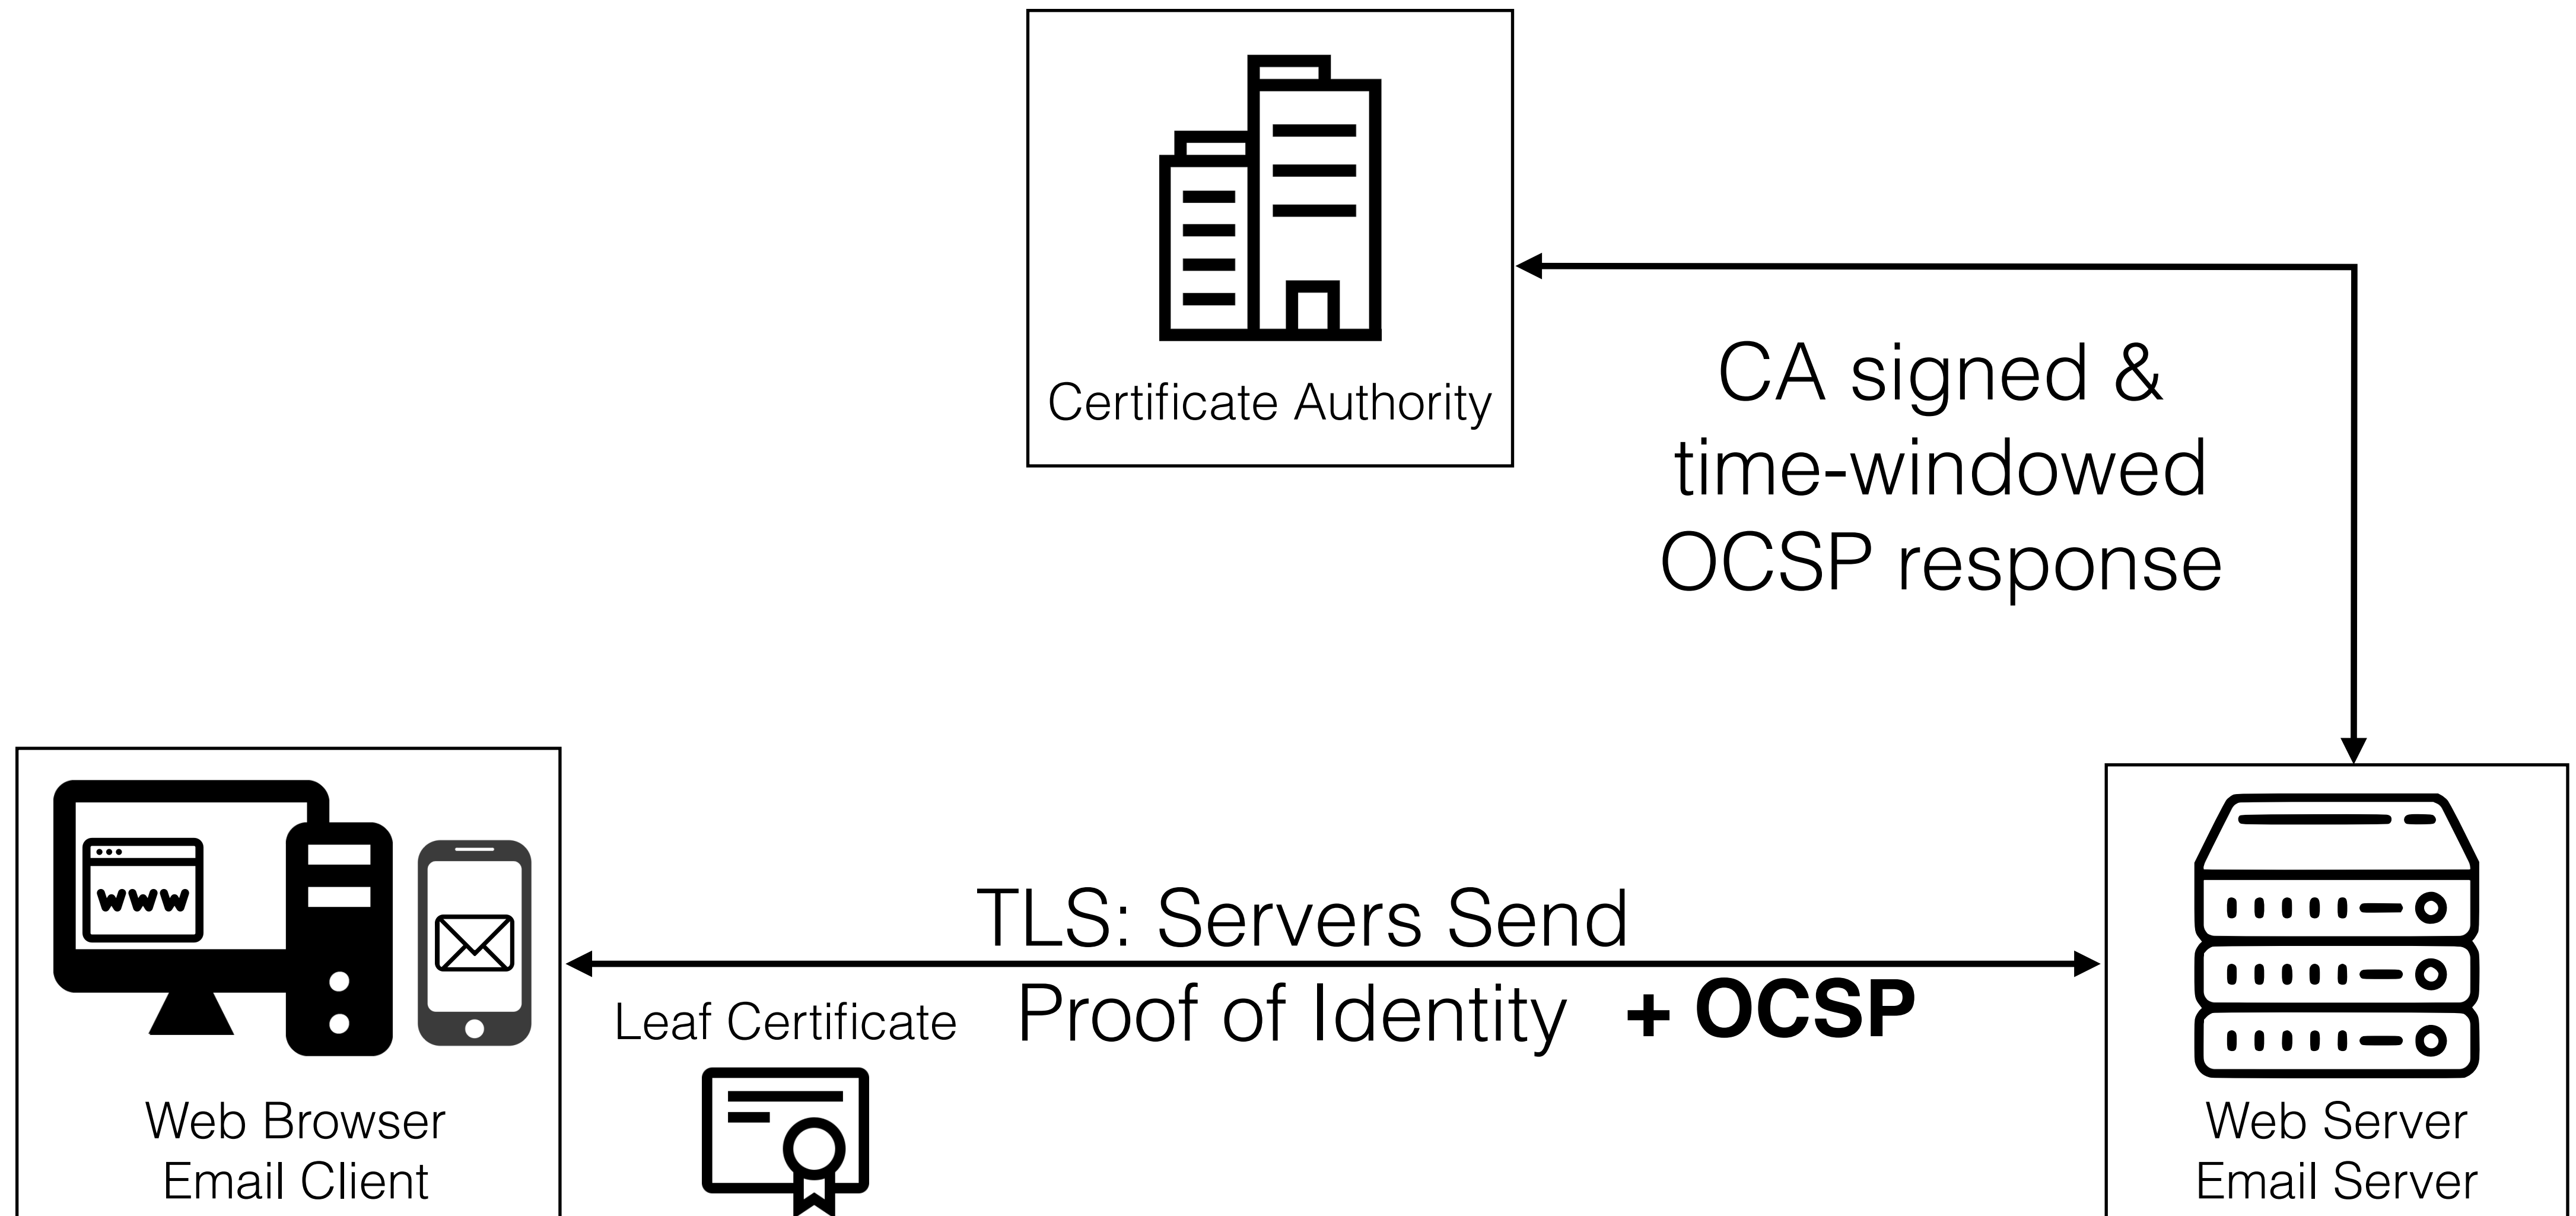 Certificate Authority
CA signed &
time-windowed
OCSP response
www
TLS: Servers Send
Proof of Identity + OCSP
Leaf Certificate
Web Browser
Email Client
Web Server
Email Server